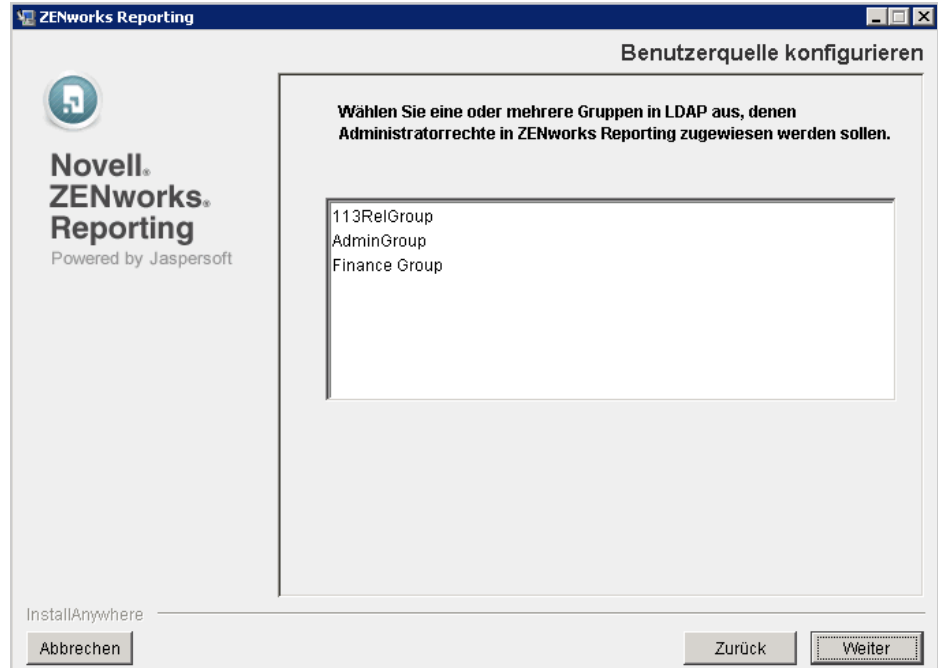 ZENworks Reporting
Benutzerquelle konfigurieren
Novell®
ZENworks®
Reporting
Powered by Jaspersoft
Wählen Sie eine oder mehrere Gruppen in LDAP aus, denen
Administratorrechte in ZENworks Reporting zugewiesen werden sollen.
113RelGroup
AdminGroup
Finance Group
InstallAnywhere
Abbrechen
Zurück
Weiter